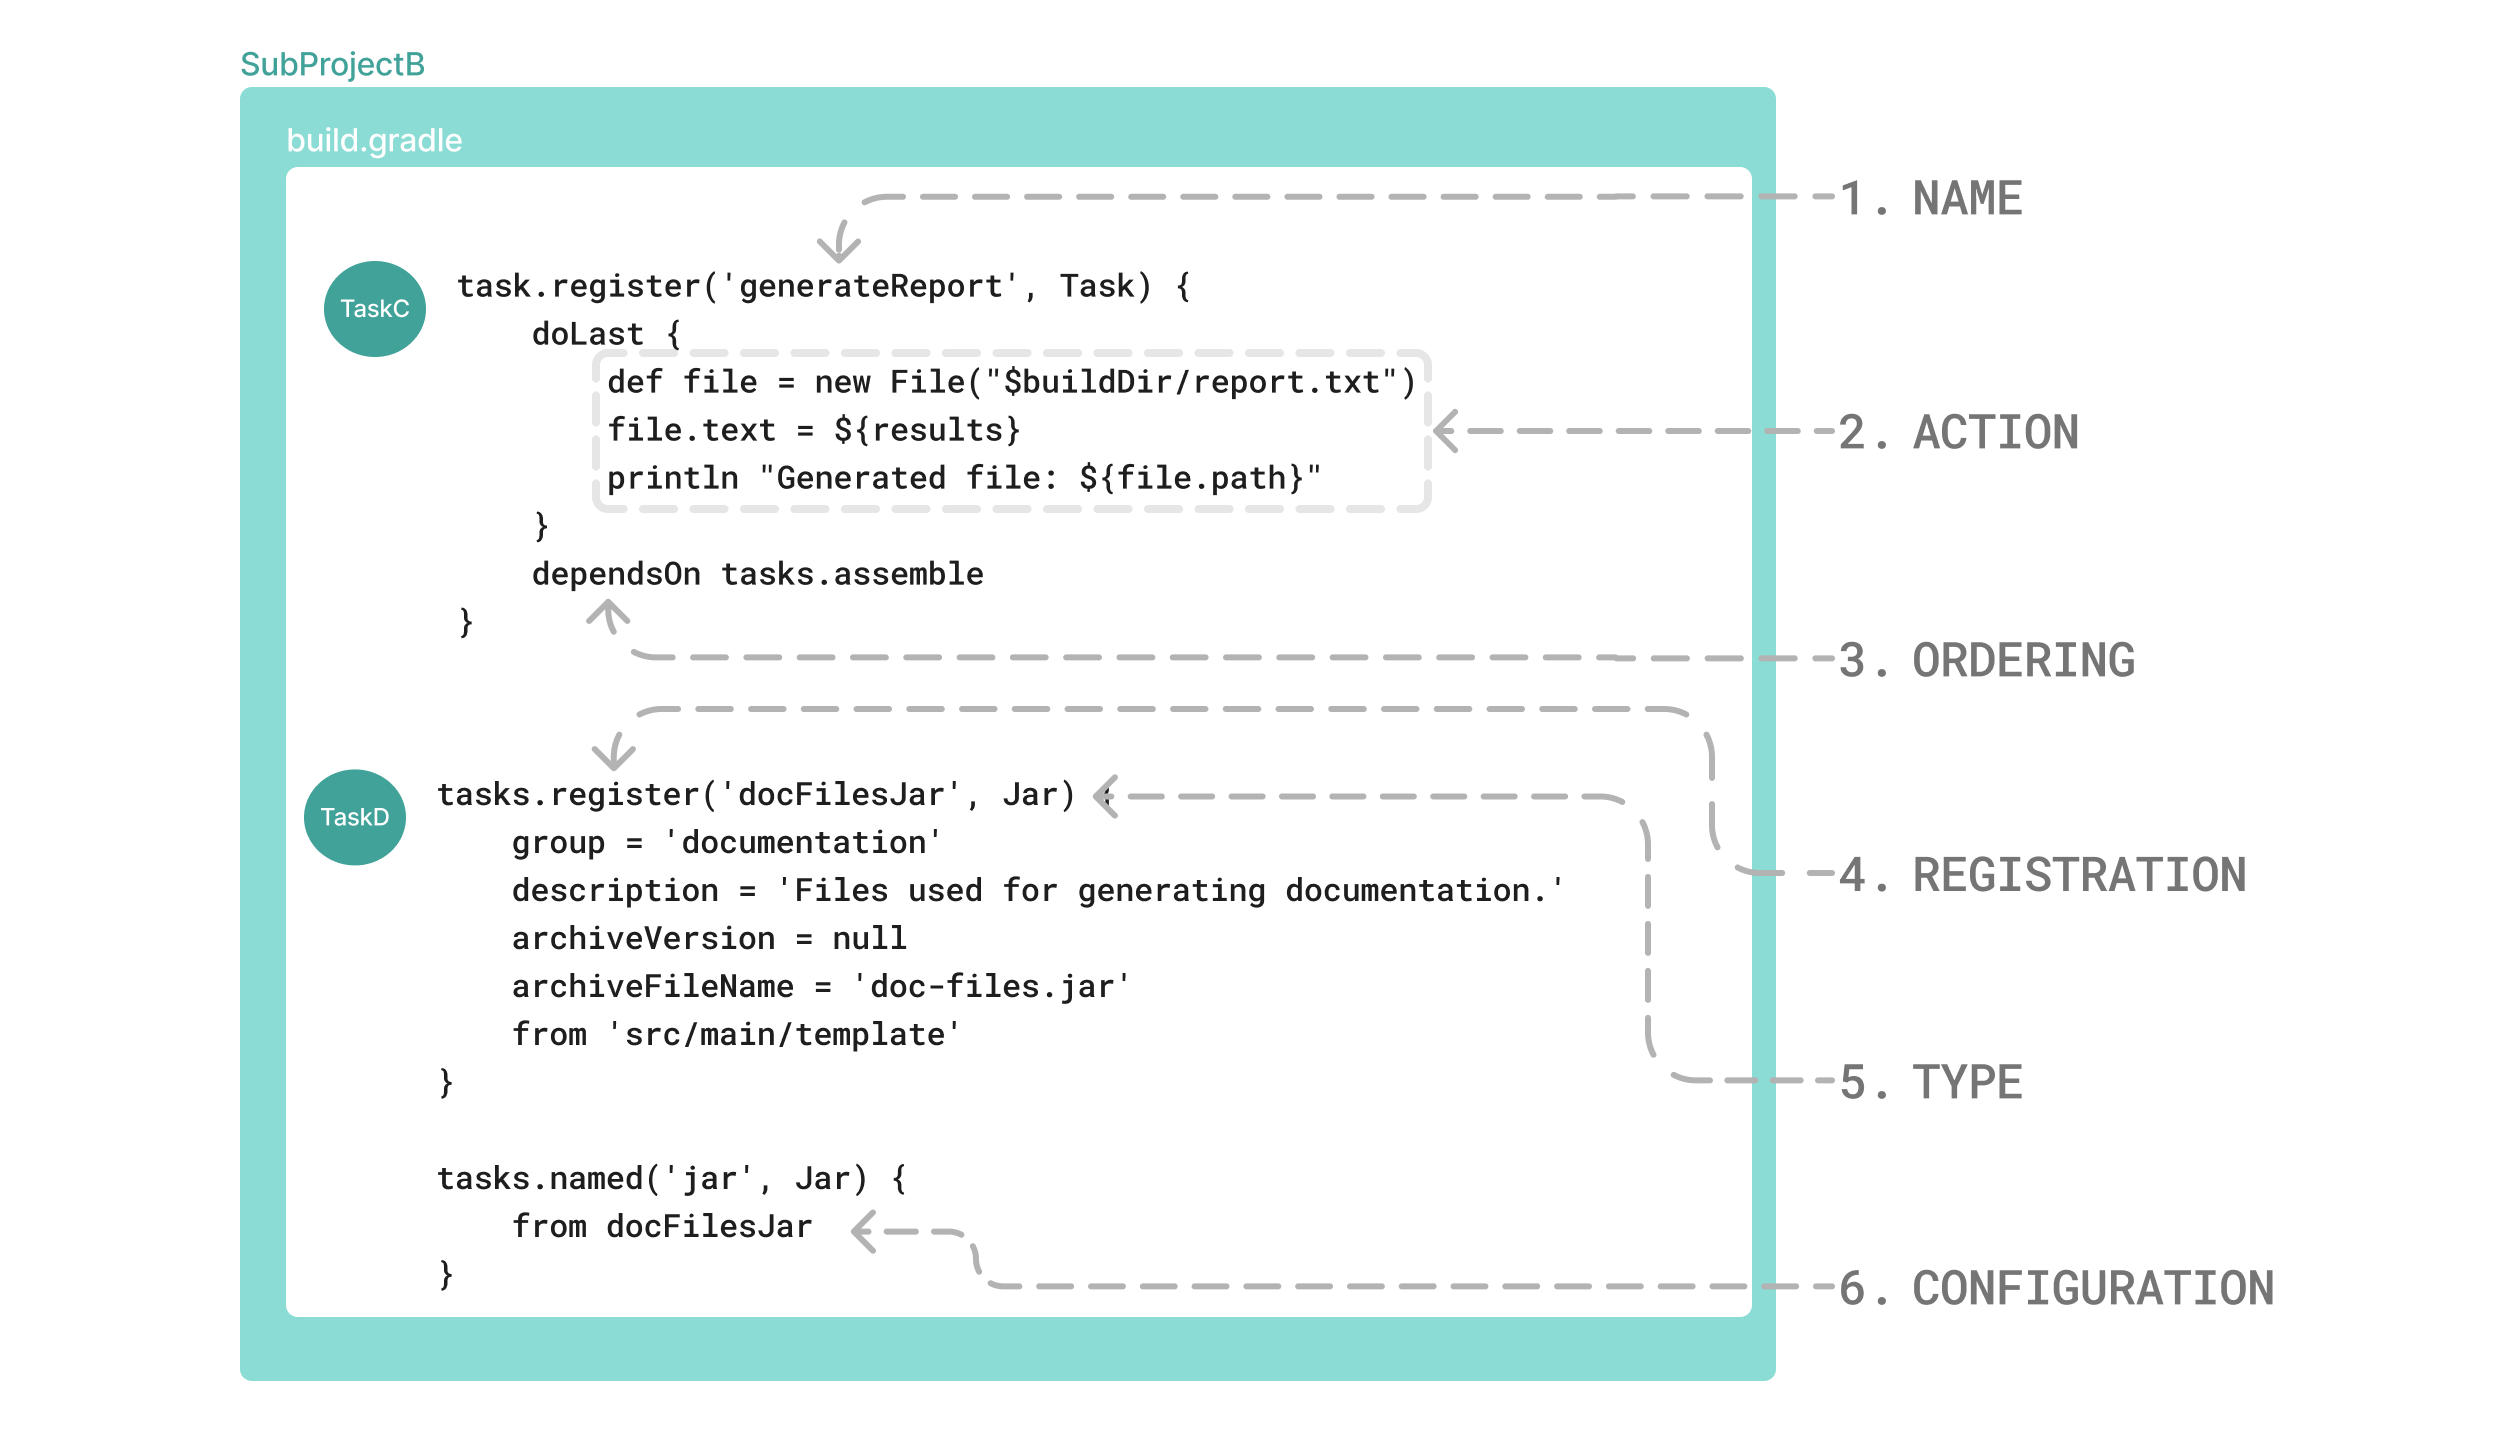 SubProjectB
build.gradle
1. NAME
TaskC
task.register('generateReport', Task) {
doLast {
def file = new File("$buildDir/report.txt")
file.text = ${results}
println "Generated file: ${file.path}"
2. ACTION
}
dependsOn tasks.assemble
}
3. ORDERING
TaskD
tasks.register('docFilesJar', Jar) {
group = 'documentation'
description = 'Files used for generating documentation.'
4. REGISTRATION
archiveVersion = null
archiveFileName = 'doc-files.jar'
from 'src/main/template'
}
5. TYPE
tasks.named('jar', Jar) {
from docFilesJar
}
6. CONFIGURATION